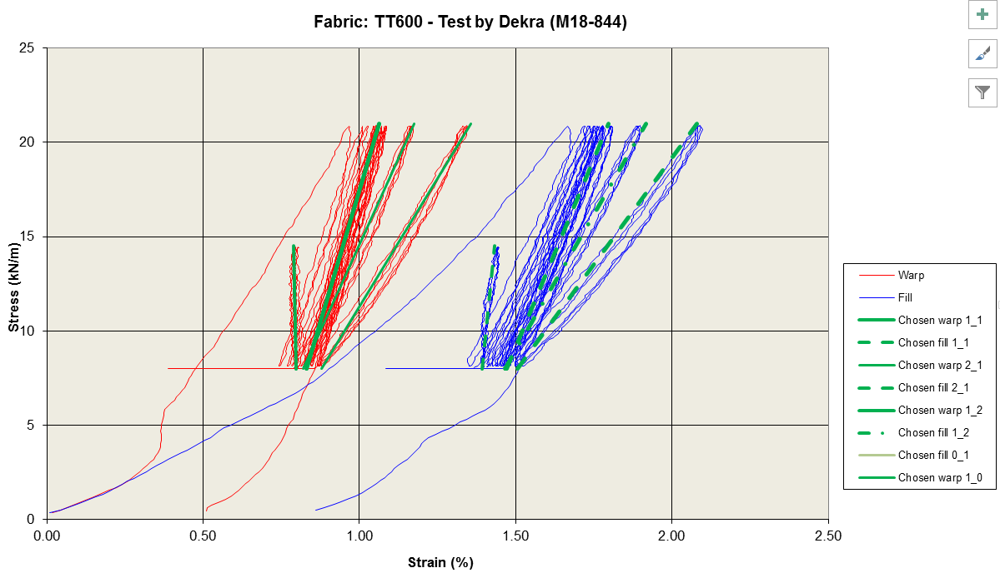 Fabric: TT600 - Test by Dekra (M18-844)
25
20
15
10
5
0
Stress (kN/m)
0.00 0.50 1.00 1.50 2.00 2.50
Strain (%)
Warp
Fill
Chosen warp 1_1
Chosen fill 1_1
Chosen warp 2_1
Chosen fill 2_1
Chosen warp 1_2
Chosen fill 1_2
Chosen fill 0_1
Chosen warp 1_0